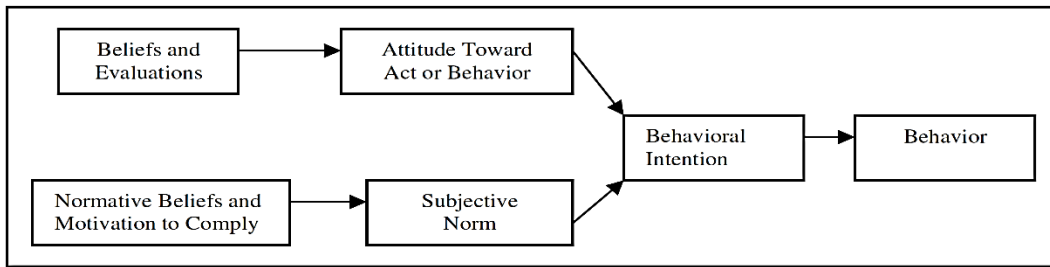 Beliefs and
Evaluations
Attitude Toward
Act or Behavior
Behavioral
Intention
Behavior
Normative Beliefs and
Motivation to Comply
Subjective
Norm